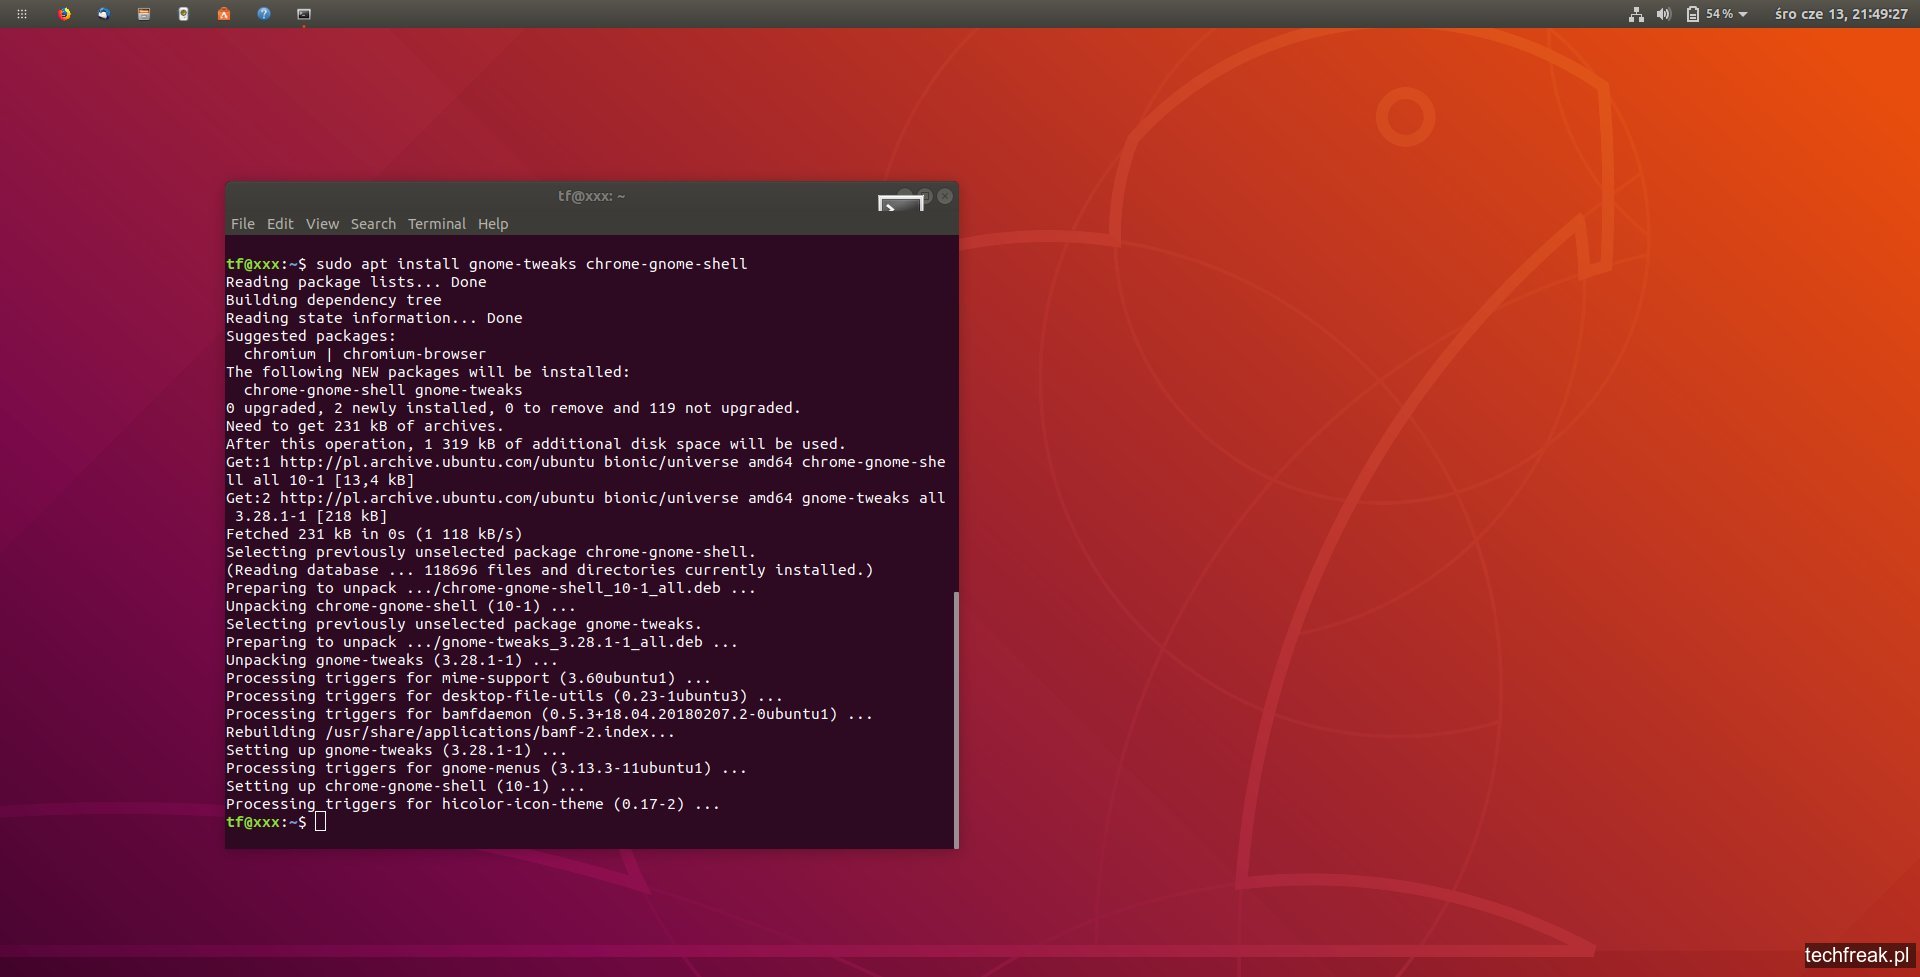 54 %
śro cze 13, 21:49:27
tf@xxx: ~
File Edit View Search Terminal Help
tf@xxx:~$ sudo apt install gnome-tweaks chrome-gnome-shell
Reading package lists... Done
Building dependency tree
Reading state information... Done
Suggested packages:
  chromium | chromium-browser
The following NEW packages will be installed:
  chrome-gnome-shell gnome-tweaks
0 upgraded, 2 newly installed, 0 to remove and 119 not upgraded.
Need to get 231 kB of archives.
After this operation, 1 319 kB of additional disk space will be used.
Get:1 http://pl.archive.ubuntu.com/ubuntu bionic/universe amd64 chrome-gnome-she
ll all 10-1 [13,4 kB]
Get:2 http://pl.archive.ubuntu.com/ubuntu bionic/universe amd64 gnome-tweaks all
 3.28.1-1 [218 kB]
Fetched 231 kB in 0s (1 118 kB/s)
Selecting previously unselected package chrome-gnome-shell.
(Reading database ... 118696 files and directories currently installed.)
Preparing to unpack .../chrome-gnome-shell_10-1_all.deb ...
Unpacking chrome-gnome-shell (10-1) ...
Selecting previously unselected package gnome-tweaks.
Preparing to unpack .../gnome-tweaks_3.28.1-1_all.deb ...
Unpacking gnome-tweaks (3.28.1-1) ...
Processing triggers for mime-support (3.60ubuntu1) ...
Processing triggers for desktop-file-utils (0.23-1ubuntu3) ...
Processing triggers for bamfdaemon (0.5.3+18.04.20180207.2-0ubuntu1) ...
Rebuilding /usr/share/applications/bamf-2.index...
Setting up gnome-tweaks (3.28.1-1) ...
Processing triggers for gnome-menus (3.13.3-11ubuntu1) ...
Setting up chrome-gnome-shell (10-1) ...
Processing triggers for hicolor-icon-theme (0.17-2) ...
tf@xxx:~$
techfreak.pl